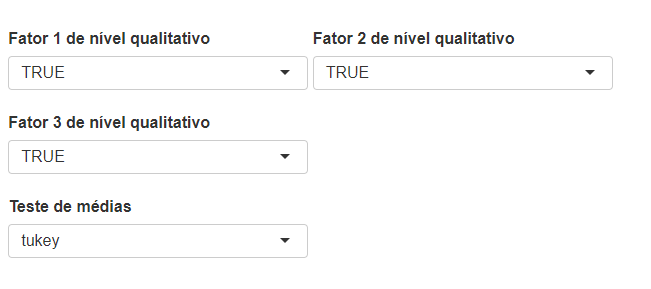 Fator 1 de nível qualitativo Fator 2 de nível qualitativo
TRUE TRUE
Fator 3 de nível qualitativo
TRUE
Teste de médias
tukey